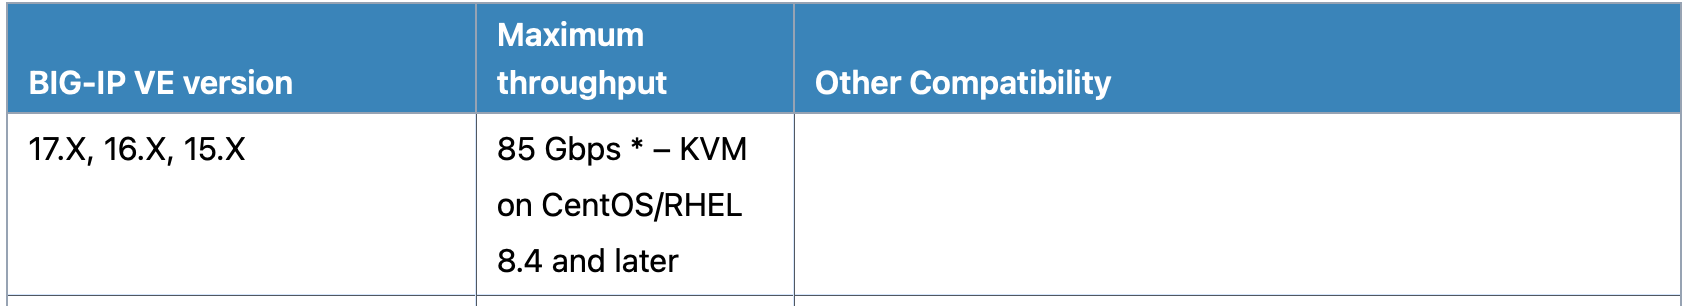 BIG-IP VE version
Maximum
throughput
Other Compatibility
17.X, 16.X, 15.X
85 Gbps * – KVM
on CentOS/RHEL
8.4 and later